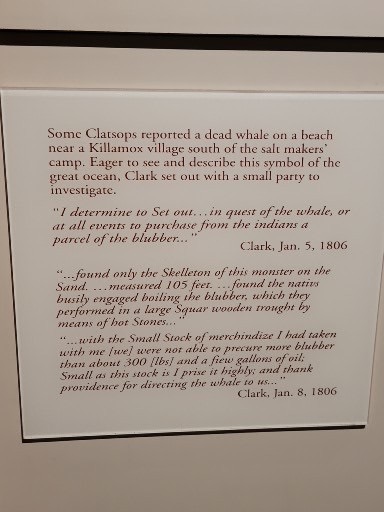 Some Clatsops reported a dead whale on a beach
near a Killamox village south of the salt makers'
camp. Eager to see and describe this symbol of the
great ocean, Clark set out with a small party to
investigate.
"I determine to Set out...in quest of the whale, or
at all events to purchase from the indians a
parcel of the blubber..."
Clark, Jan. 5, 1806
"...found only the Skelleton of this monster on the
Sand. ...measured 105 feet. ...found the nativs
busily engaged boiling the blubber, which they
performed in a large Squar wooden trought by
means of hot Stones..."
"...with the Small Stock of merchindize I had taken
with me [we] were not able to precure more blubber
than about 300 [lbs] and a fiew gallons of oil;
Small as this stock is I prise it highly; and thank
providence for directing the whale to us..."
Clark, Jan. 8, 1806